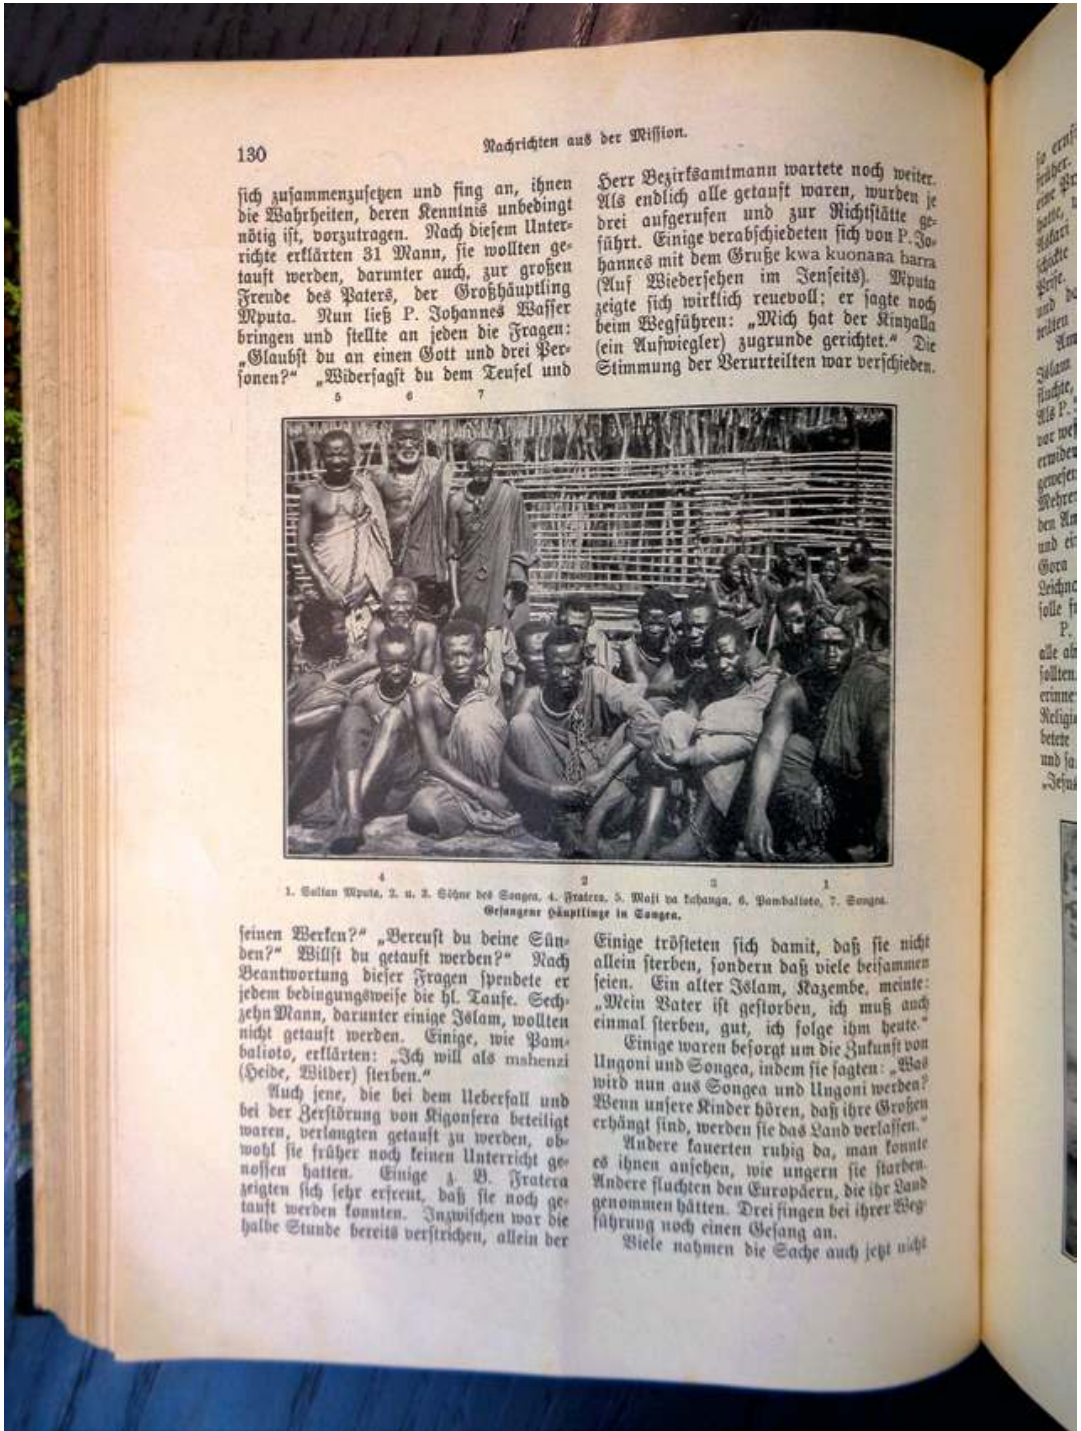 130
Nachrichten aus der Mission.
sich zusammenzusetzen und fing an, ihnen
die Wahrheiten, deren Kenntnis unbedingt
nötig ist, vorzutragen. Nach diesem Unter-
richte erklärten 31 Mann, sie wollten ge-
tauft werden, darunter auch, zur großen
Freude des Paters, der Großhäuptling
Mputa. Nun ließ P. Johannes Wasser
bringen und stellte an jeden die Fragen:
„Glaubst du an einen Gott und drei Per-
sonen?“ „Widersagst du dem Teufel und
Herr Bezirksamtmann wartete noch weiter.
Als endlich alle getauft waren, wurden je
drei aufgerufen und zur Richtstätte ge-
führt. Einige verabschiedeten sich von P. Jo-
hannes mit dem Gruße kwa kuonana barra
(Auf Wiedersehen im Jenseits). Mputa
zeigte sich wirklich reuevoll; er sagte noch
beim Wegführen: „Mich hat der Kinyalla
(ein Aufwiegler) zugrunde gerichtet.“ Die
Stimmung der Verurteilten war verschieden.
5 6 7
4 2 3 1
1. Sultan Mputa, 2. u. 3. Söhne des Songea, 4. Fratera, 5. Maji ya kuhanga, 6. Pambalioto, 7. Songea.
Gefangene Häuptlinge in Songea.
seinen Werken?“ „Bereust du deine Sün-
den?“ Willst du getauft werden?“ Nach
Beantwortung dieser Fragen spendete er
jedem bedingungsweise die hl. Taufe. Sech-
zehn Mann, darunter einige Islam, wollten
nicht getauft werden. Einige, wie Pam-
balioto, erklärten: „Ich will als mshenzi
(Heide, Wilder) sterben.“
Auch jene, die bei dem Ueberfall und
bei der Zerstörung von Kigonsera beteiligt
waren, verlangten getauft zu werden, ob-
wohl sie früher noch keinen Unterricht ge-
nossen hatten. Einige z. B. Fratera
zeigten sich sehr erfreut, daß sie noch ge-
tauft werden konnten. Inzwischen war die
halbe Stunde bereits verstrichen, allein der
Einige trösteten sich damit, daß sie nicht
allein sterben, sondern daß viele beisammen
seien. Ein alter Islam, Kazembe, meinte:
„Mein Vater ist gestorben, ich muß auch
einmal sterben, gut, ich folge ihm heute.“
Einige waren besorgt um die Zukunft von
Ungoni und Songea, indem sie sagten: „Was
wird nun aus Songea und Ungoni werden?
Wenn unsere Kinder hören, daß ihre Großen
erhängt sind, werden sie das Land verlassen.“
Andere kauerten ruhig da, man konnte
es ihnen ansehen, wie ungern sie starben.
Andere fluchten den Europäern, die ihr Land
genommen hätten. Drei fingen bei ihrer Weg-
führung noch einen Gesang an.
Viele nahmen die Sache auch jetzt nicht